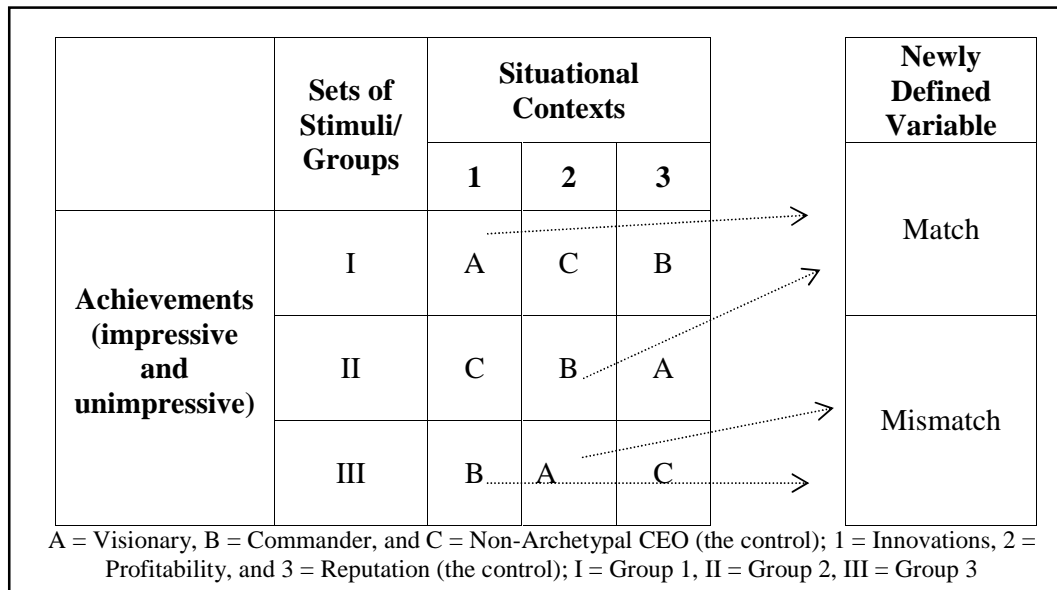 Sets of
Stimuli/
Groups
Situational
Contexts
Newly
Defined
Variable
1 2 3
Achievements
(impressive
and
unimpressive)
I A C B
II C B A
III B A C
Match
Mismatch
A = Visionary, B = Commander, and C = Non-Archetypal CEO (the control); 1 = Innovations, 2 =
Profitability, and 3 = Reputation (the control); I = Group 1, II = Group 2, III = Group 3